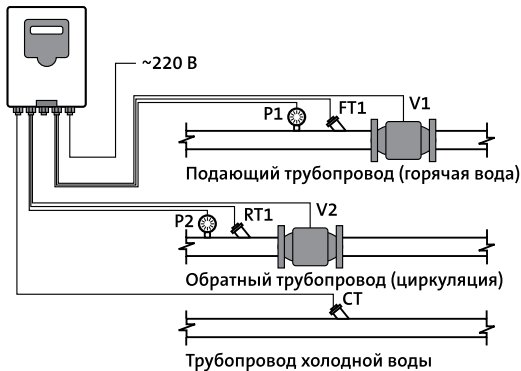 ~220 В
P1
FT1
V1
Подающий трубопровод (горячая вода)
P2
RT1
V2
Обратный трубопровод (циркуляция)
CT
Трубопровод холодной воды